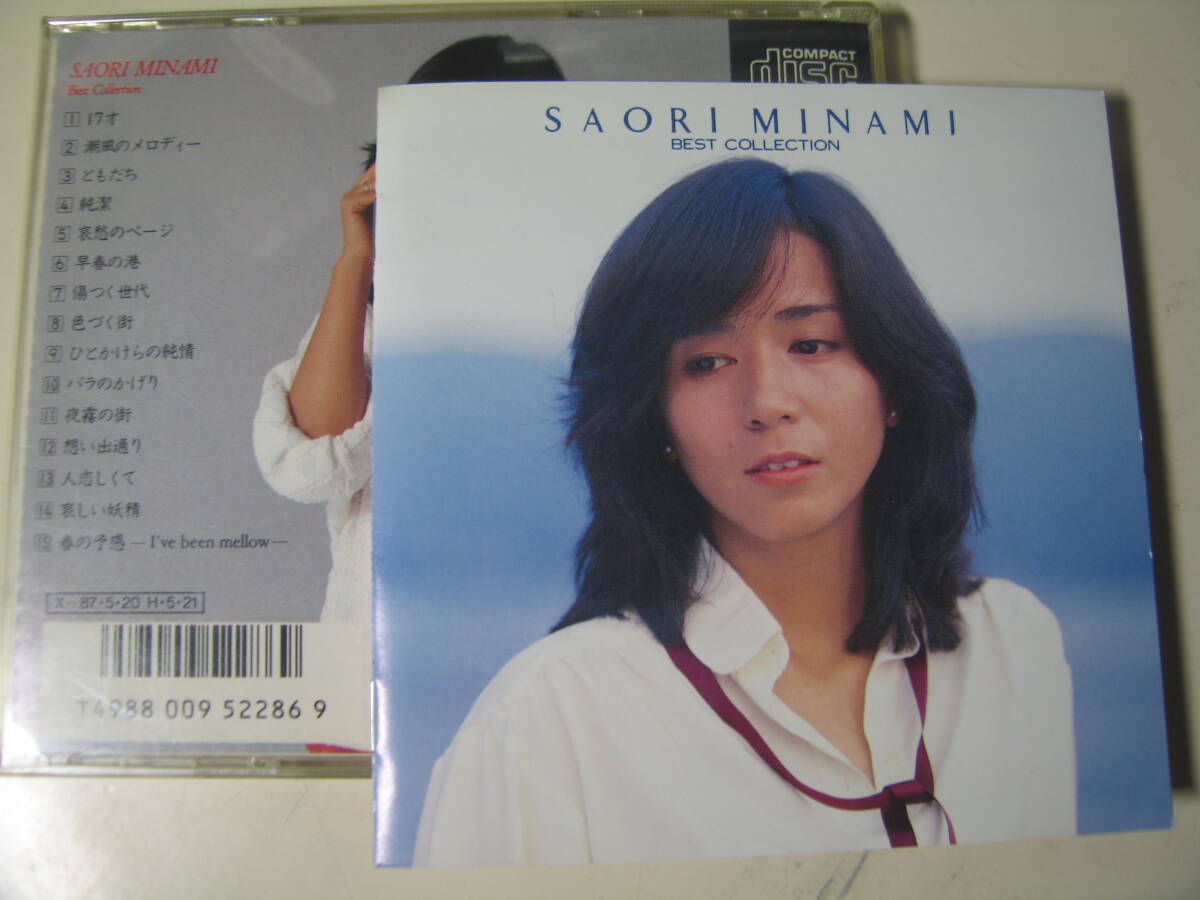 SAORI MINAMI
Best Collection
1 17才
2 潮風のメロディー
3 ともだち
4 純潔
5 哀愁のページ
6 早春の港
7 傷つく世代
8 色づく街
9 ひとかけらの純情
10 バラのかげり
11 夜霧の街
12 想い出通り
13 人恋しくて
14 哀しい妖精
15 春の予感 —I've been mellow—
X-87・5・20 H・5・21
T4988 009 52286 9
COMPACT
disc
SAORI MINAMI
BEST COLLECTION